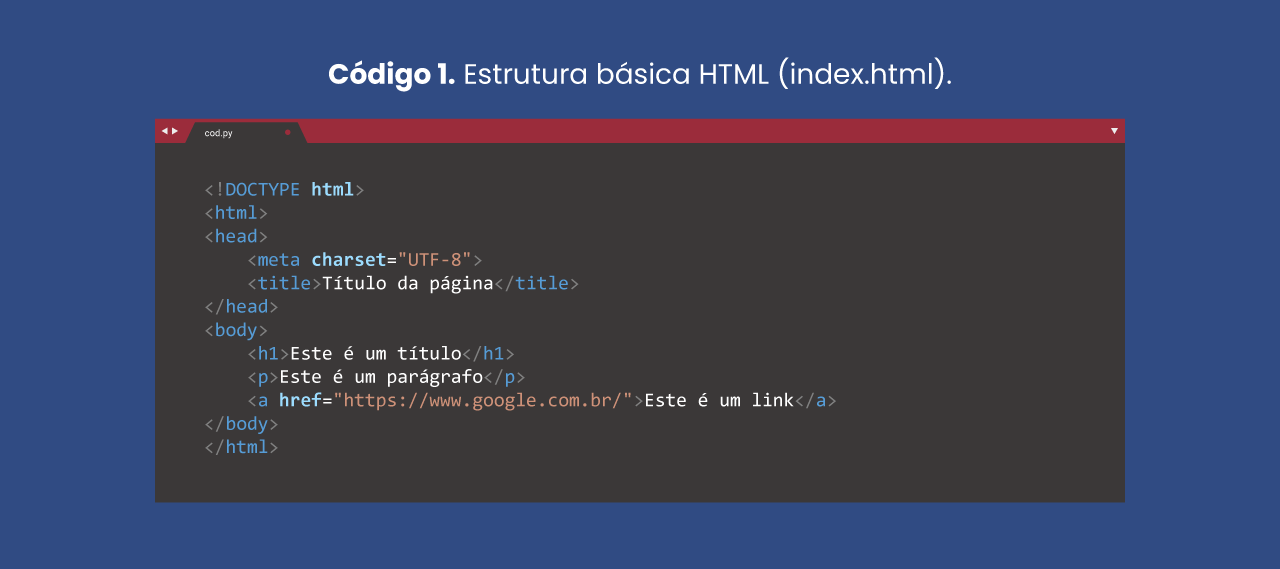 Código 1. Estrutura básica HTML (index.html).
cod.py
<!DOCTYPE html>
<html>
<head>
    <meta charset="UTF-8">
    <title>Título da página</title>
</head>
<body>
    <h1>Este é um título</h1>
    <p>Este é um parágrafo</p>
    <a href="https://www.google.com.br/">Este é um link</a>
</body>
</html>